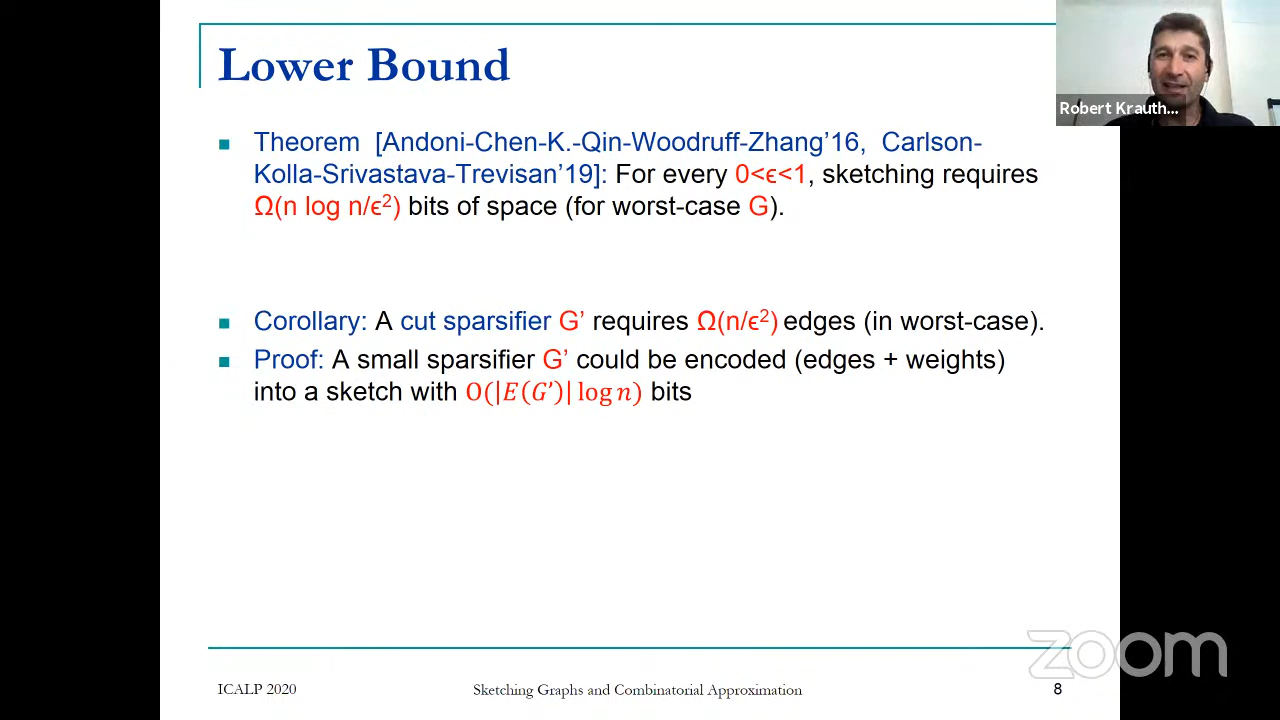 Lower Bound
Robert Krauth...
Theorem [Andoni-Chen-K.-Qin-Woodruff-Zhang’16, Carlson-
Kolla-Srivastava-Trevisan’19]: For every 0<ϵ<1, sketching requires
Ω(n log n/ϵ²) bits of space (for worst-case G).
Corollary: A cut sparsifier G’ requires Ω(n/ϵ²) edges (in worst-case).
Proof: A small sparsifier G’ could be encoded (edges + weights)
into a sketch with O(|E(G’)| log n) bits
zoom
ICALP 2020
Sketching Graphs and Combinatorial Approximation
8